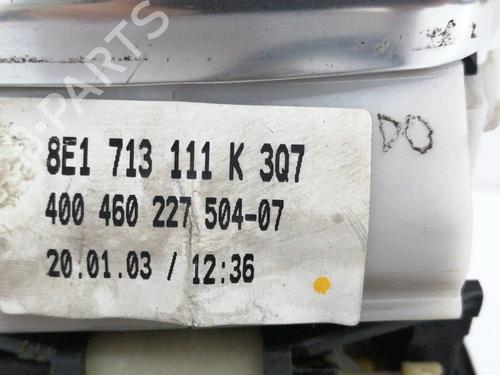 PARTS
8E1 713 111 K 3Q7
DO
400 460 227 504-07
20.01.03 / 12:36